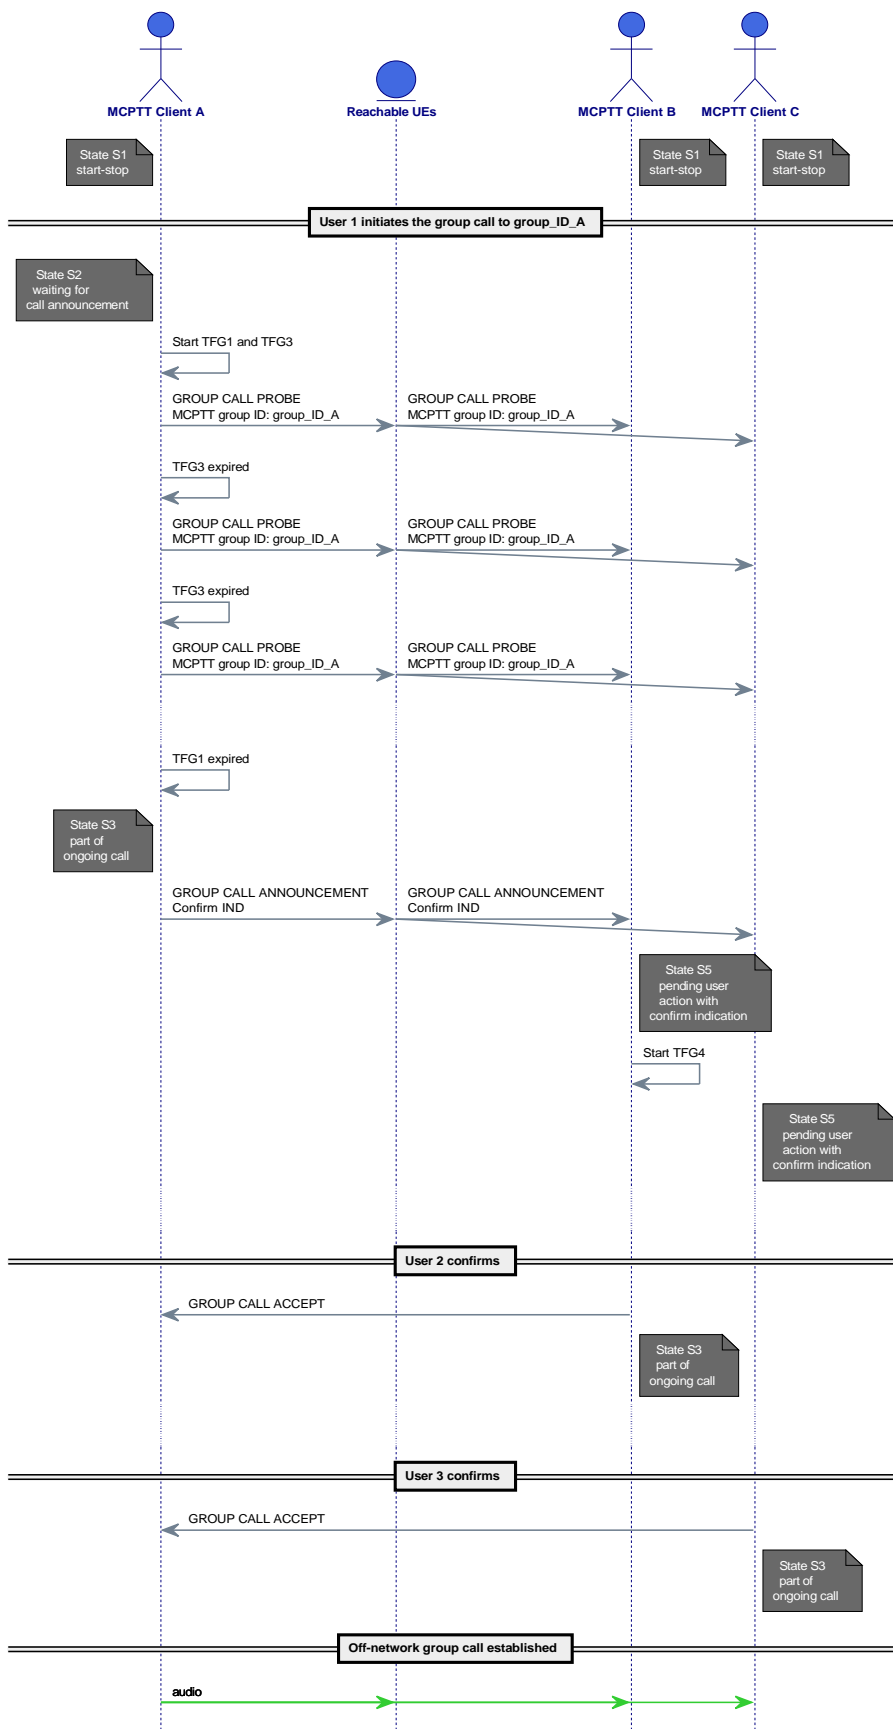 MCPTT Client A
Reachable UEs
MCPTT Client B
MCPTT Client C
State S1
start-stop
State S1
start-stop
State S1
start-stop
User 1 initiates the group call to group_ID_A
State S2
waiting for
call announcement
Start TFG1 and TFG3
GROUP CALL PROBE
MCPTT group ID: group_ID_A
GROUP CALL PROBE
MCPTT group ID: group_ID_A
TFG3 expired
GROUP CALL PROBE
MCPTT group ID: group_ID_A
GROUP CALL PROBE
MCPTT group ID: group_ID_A
TFG3 expired
GROUP CALL PROBE
MCPTT group ID: group_ID_A
GROUP CALL PROBE
MCPTT group ID: group_ID_A
TFG1 expired
State S3
part of
ongoing call
GROUP CALL ANNOUNCEMENT
Confirm IND
GROUP CALL ANNOUNCEMENT
Confirm IND
State S5
pending user
action with
confirm indication
Start TFG4
State S5
pending user
action with
confirm indication
User 2 confirms
GROUP CALL ACCEPT
State S3
part of
ongoing call
User 3 confirms
GROUP CALL ACCEPT
State S3
part of
ongoing call
Off-network group call established
audio